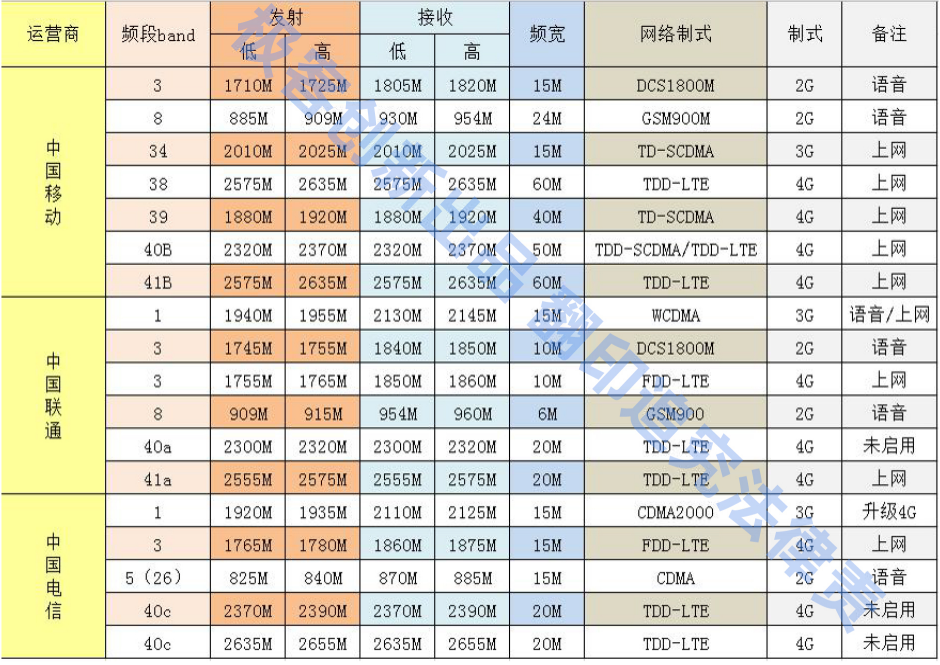 运营商 频段band 发射 接收 频宽 网络制式 制式 备注
低 高 低 高
中国移动
3 1710M 1725M 1805M 1820M 15M DCS1800M 2G 语音
8 885M 909M 930M 954M 24M GSM900M 2G 语音
34 2010M 2025M 2010M 2025M 15M TD-SCDMA 3G 上网
38 2575M 2635M 2575M 2635M 60M TDD-LTE 4G 上网
39 1880M 1920M 1880M 1920M 40M TD-SCDMA 4G 上网
40B 2320M 2370M 2320M 2370M 50M TDD-SCDMA/TDD-LTE 4G 上网
41B 2575M 2635M 2575M 2635M 60M TDD-LTE 4G 上网
中国联通
1 1940M 1955M 2130M 2145M 15M WCDMA 3G 语音/上网
3 1745M 1755M 1840M 1850M 10M DCS1800M 2G 语音
3 1755M 1765M 1850M 1860M 10M FDD-LTE 4G 上网
8 909M 915M 954M 960M 6M GSM900 2G 语音
40a 2300M 2320M 2300M 2320M 20M TDD-LTE 4G 未启用
41a 2555M 2575M 2555M 2575M 20M TDD-LTE 4G 上网
中国电信
1 1920M 1935M 2110M 2125M 15M CDMA2000 3G 升级4G
3 1765M 1780M 1860M 1875M 15M FDD-LTE 4G 上网
5（26） 825M 840M 870M 885M 15M CDMA 2G 语音
40c 2370M 2390M 2370M 2390M 20M TDD-LTE 4G 未启用
40c 2635M 2655M 2635M 2655M 20M TDD-LTE 4G 未启用
极客创新出品 翻印追究法律责